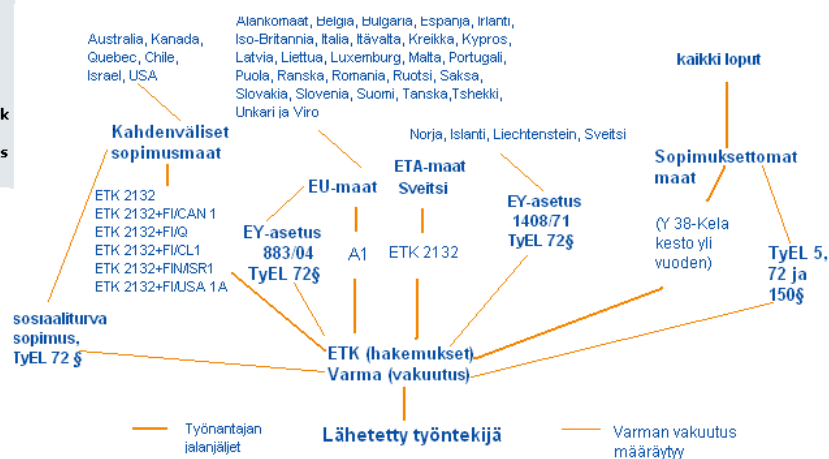 Alankomaat, Belgia, Bulgaria, Espanja, Irlanti,
Iso-Britannia, Italia, Itävalta, Kreikka, Kypros,
Latvia, Liettua, Luxemburg, Malta, Portugali,
Puola, Ranska, Romania, Ruotsi, Saksa,
Slovakia, Slovenia, Suomi, Tanska,Tshekki,
Unkari ja Viro
Australia, Kanada,
Quebec, Chile,
Israel, USA
kaikki loput
k
s
Kahdenväliset
sopimusmaat
Norja, Islanti, Liechtenstein, Sveitsi
Sopimuksettomat
maat
ETA-maat
Sveitsi
EU-maat
ETK 2132
ETK 2132+FI/CAN 1
ETK 2132+FI/Q
ETK 2132+FI/CL1
ETK 2132+FIN/ISR1
ETK 2132+FI/USA 1A
EY-asetus
883/04
TyEL 72§
A1
ETK 2132
EY-asetus
1408/71
TyEL 72§
(Y 38-Kela
kesto yli
vuoden)
TyEL 5,
72 ja
150§
sosiaaliturva
sopimus,
TyEL 72 §
ETK (hakemukset)
Varma (vakuutus)
Lähetetty työntekijä
Työnantajan
jalanjäljet
Varman vakuutus
määräytyy